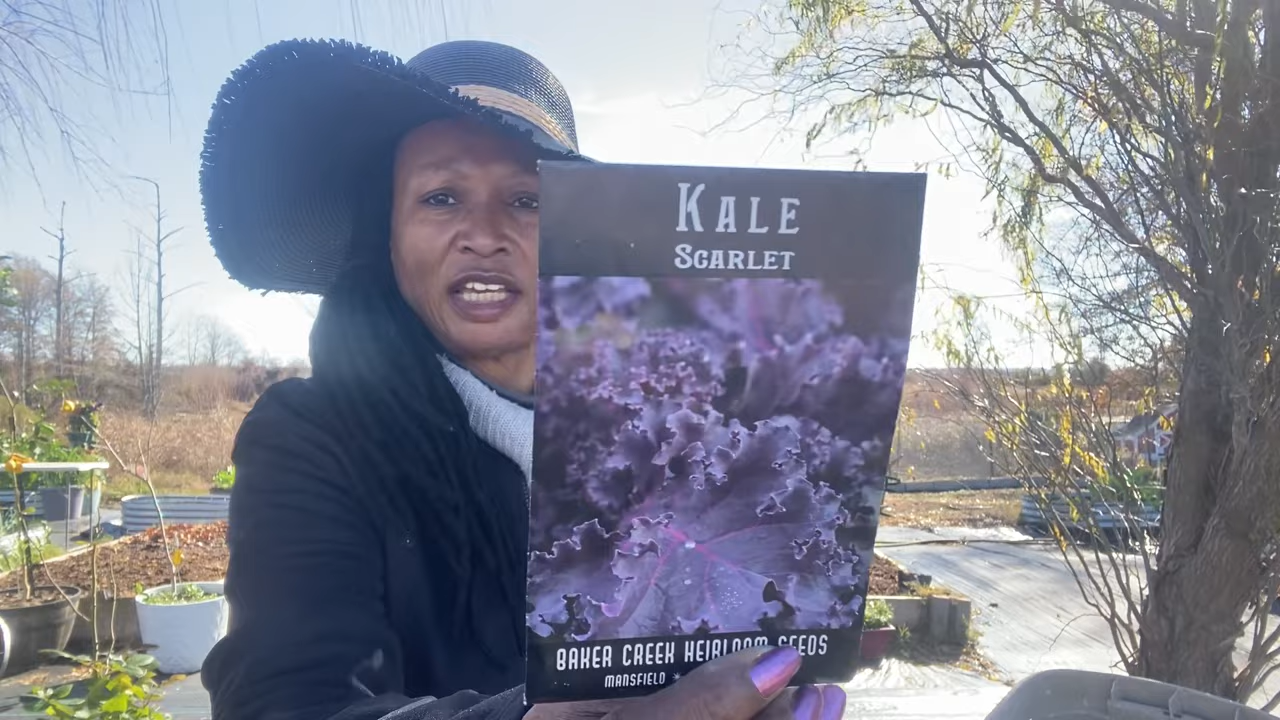 KALE
SCARLET
BAKER CREEK HEIRLOOM SEEDS
MANSFIELD